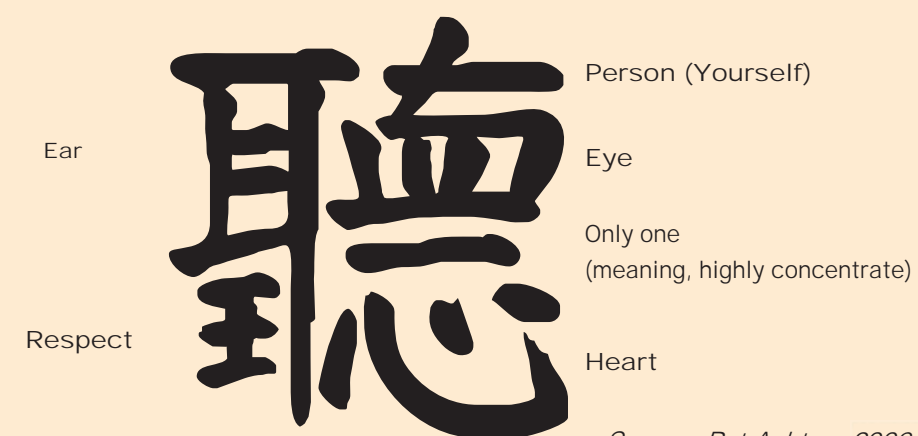 聽
Person (Yourself)
Ear
Eye
Only one
(meaning, highly concentrate)
Respect
Heart